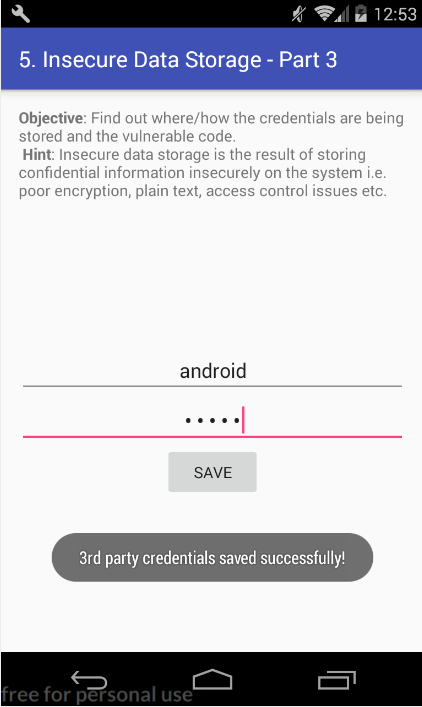 12:53
5. Insecure Data Storage - Part 3
Objective: Find out where/how the credentials are being
stored and the vulnerable code.
Hint: Insecure data storage is the result of storing
confidential information insecurely on the system i.e.
poor encryption, plain text, access control issues etc.
android
•••••
SAVE
3rd party credentials saved successfully!
free for personal use